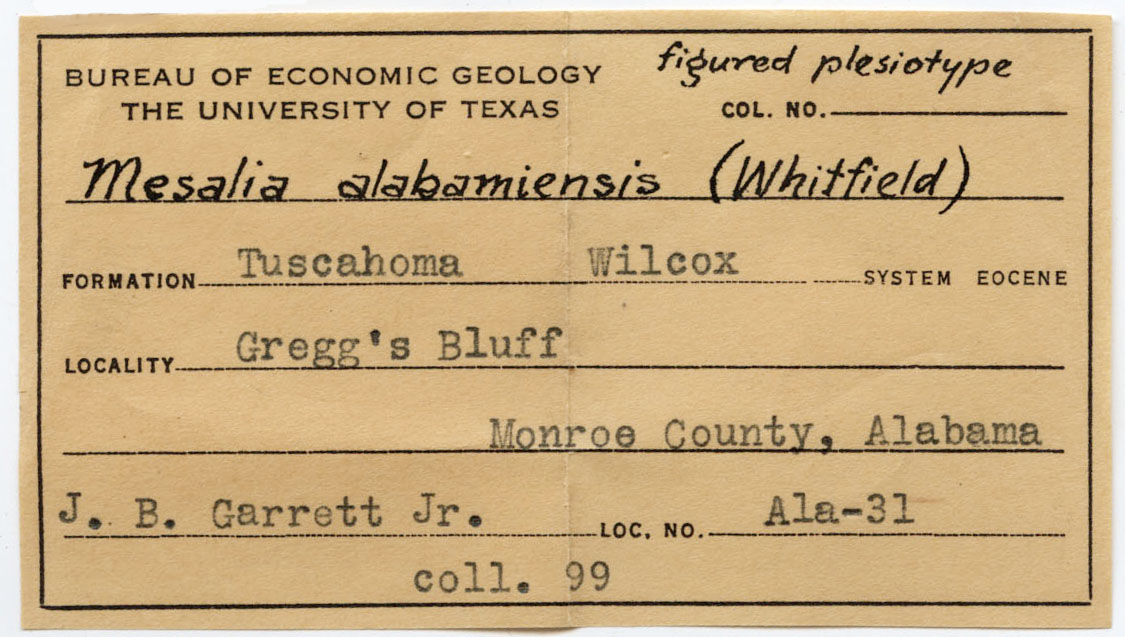 BUREAU OF ECONOMIC GEOLOGY
THE UNIVERSITY OF TEXAS
figured plesiotype
COL. NO.
Mesalia alabamiensis (Whitfield)
FORMATION Tuscahoma Wilcox SYSTEM EOCENE
LOCALITY Gregg's Bluff
Monroe County, Alabama
J. B. Garrett Jr. LOC. NO. Ala-31
coll. 99